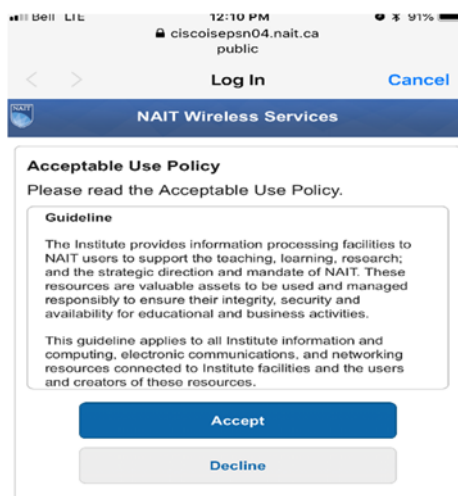 Bell LTE 12:10 PM 91%
ciscoisepsn04.nait.ca
public
< > Log In Cancel
NAIT NAIT Wireless Services
Acceptable Use Policy
Please read the Acceptable Use Policy.
Guideline
The Institute provides information processing facilities to
NAIT users to support the teaching, learning, research;
and the strategic direction and mandate of NAIT. These
resources are valuable assets to be used and managed
responsibly to ensure their integrity, security and
availability for educational and business activities.
This guideline applies to all Institute information and
computing, electronic communications, and networking
resources connected to Institute facilities and the users
and creators of these resources.
Accept
Decline